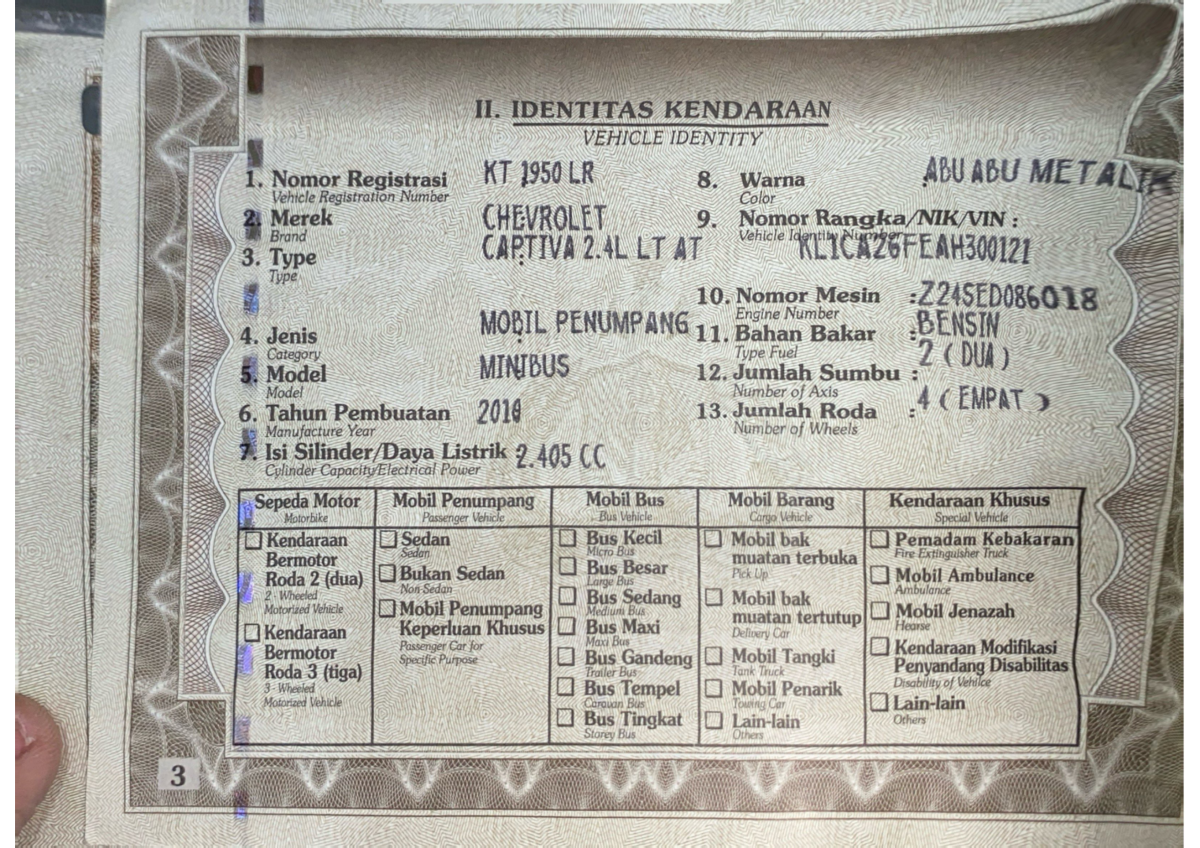 II. IDENTITAS KENDARAAN
VEHICLE IDENTITY
1. Nomor Registrasi KT 1950 LR
Vehicle Registration Number
2. Merek CHEVROLET
Brand
3. Type CAPTIVA 2.4L LT AT
Type
4. Jenis MOBIL PENUMPANG
Category
5. Model MINIBUS
Model
6. Tahun Pembuatan 2010
Manufacture Year
7. Isi Silinder/Daya Listrik 2.405 CC
Cylinder Capacity/Electrical Power
8. Warna ABU ABU METALIK
Color
9. Nomor Rangka/NIK/VIN :
Vehicle Identity Number
KL1CA26FEAH300121
10. Nomor Mesin :Z24SED086018
Engine Number
11. Bahan Bakar :BENSIN
Type Fuel
12. Jumlah Sumbu : 2 ( DUA )
Number of Axis
13. Jumlah Roda :4 ( EMPAT )
Number of Wheels
Sepeda Motor
Motorbike
Kendaraan
Bermotor
Roda 2 (dua)
2 - Wheeled
Motorized Vehicle
Kendaraan
Bermotor
Roda 3 (tiga)
3 - Wheeled
Motorized Vehicle
Mobil Penumpang
Passenger Vehicle
Sedan
Sedan
Bukan Sedan
Non Sedan
Mobil Penumpang
Keperluan Khusus
Passenger Car for
Specific Purpose
Mobil Bus
Bus Vehicle
Bus Kecil
Micro Bus
Bus Besar
Large Bus
Bus Sedang
Medium Bus
Bus Maxi
Maxi Bus
Bus Gandeng
Trailer Bus
Bus Tempel
Caravan Bus
Bus Tingkat
Storey Bus
Mobil Barang
Cargo Vehicle
Mobil bak
muatan terbuka
Pick Up
Mobil bak
muatan tertutup
Delivery Car
Mobil Tangki
Tank Truck
Mobil Penarik
Towing Car
Lain-lain
Others
Kendaraan Khusus
Special Vehicle
Pemadam Kebakaran
Fire Extinguisher Truck
Mobil Ambulance
Ambulance
Mobil Jenazah
Hearse
Kendaraan Modifikasi
Penyandang Disabilitas
Disability of Vehilce
Lain-lain
Others
3